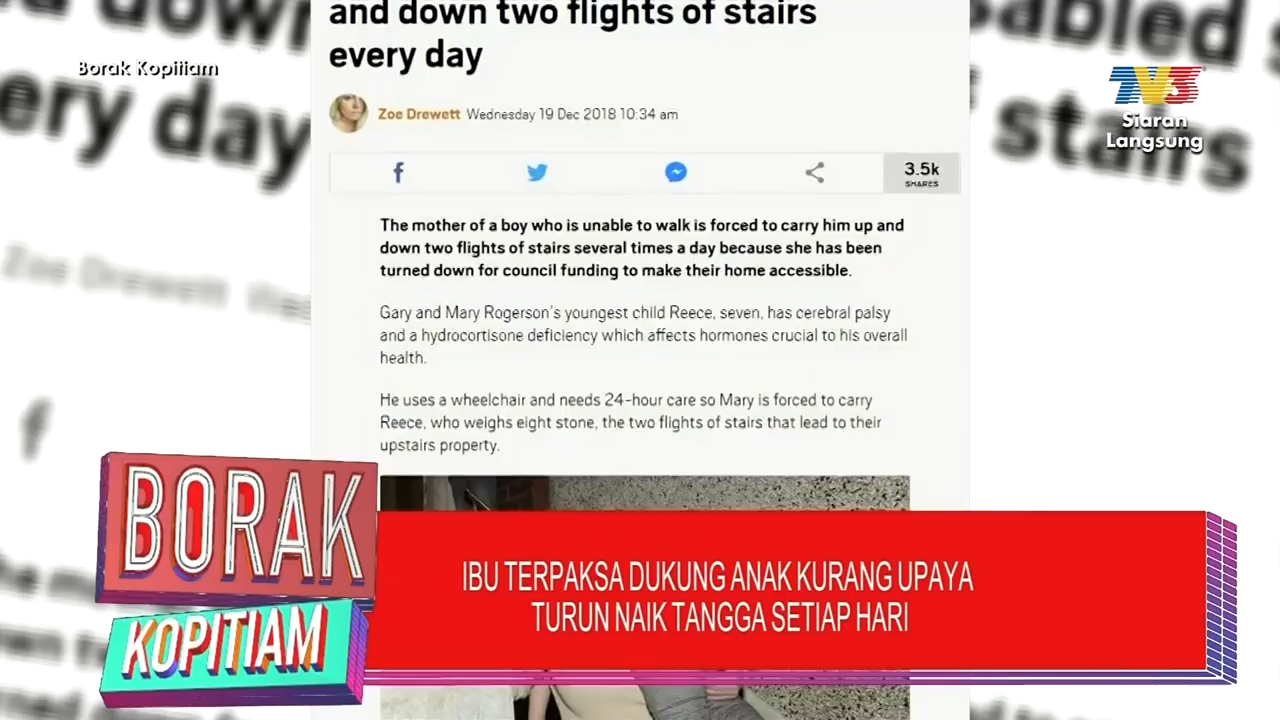 and down two flights of stairs
every day
Borak Kopitiam
TV3
Siaran
Langsung
Zoe Drewett Wednesday 19 Dec 2018 10:34 am
3.5k
SHARES
The mother of a boy who is unable to walk is forced to carry him up and
down two flights of stairs several times a day because she has been
turned down for council funding to make their home accessible.
Gary and Mary Rogerson's youngest child Reece, seven, has cerebral palsy
and a hydrocortisone deficiency which affects hormones crucial to his overall
health.
He uses a wheelchair and needs 24-hour care so Mary is forced to carry
Reece, who weighs eight stone, the two flights of stairs that lead to their
upstairs property.
BORAK
KOPITIAM
IBU TERPAKSA DUKUNG ANAK KURANG UPAYA
TURUN NAIK TANGGA SETIAP HARI